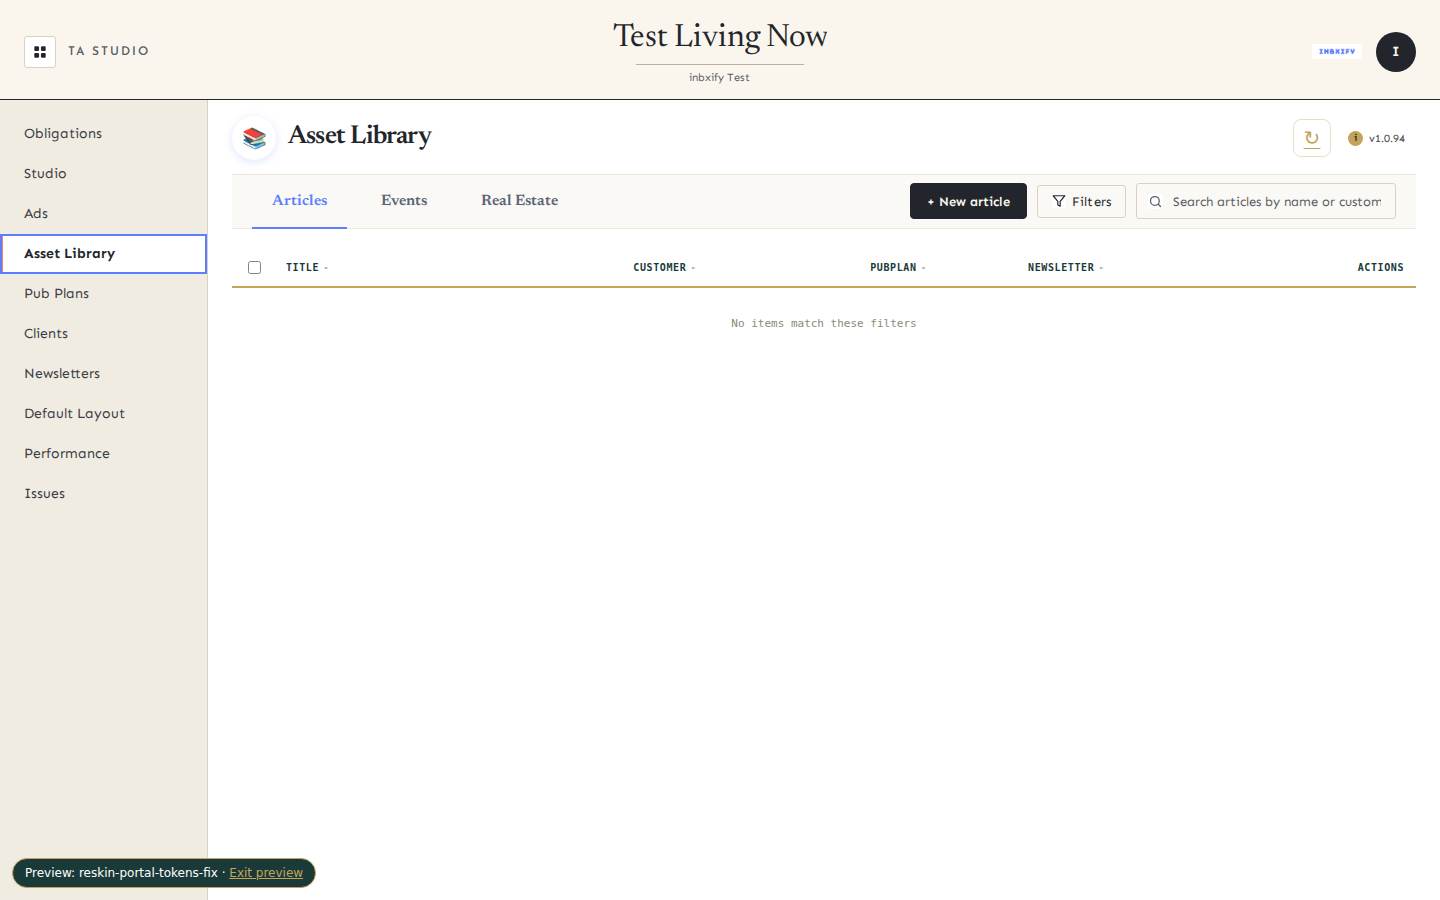 TA STUDIO
Test Living Now
inbxify Test
INBXIFY
I
Obligations
Studio
Ads
Asset Library
Pub Plans
Clients
Newsletters
Default Layout
Performance
Issues
Asset Library
v1.0.94
Articles Events Real Estate
+ New article
Filters
Search articles by name or custom
TITLE CUSTOMER PUBPLAN NEWSLETTER ACTIONS
No items match these filters
Preview: reskin-portal-tokens-fix · Exit preview